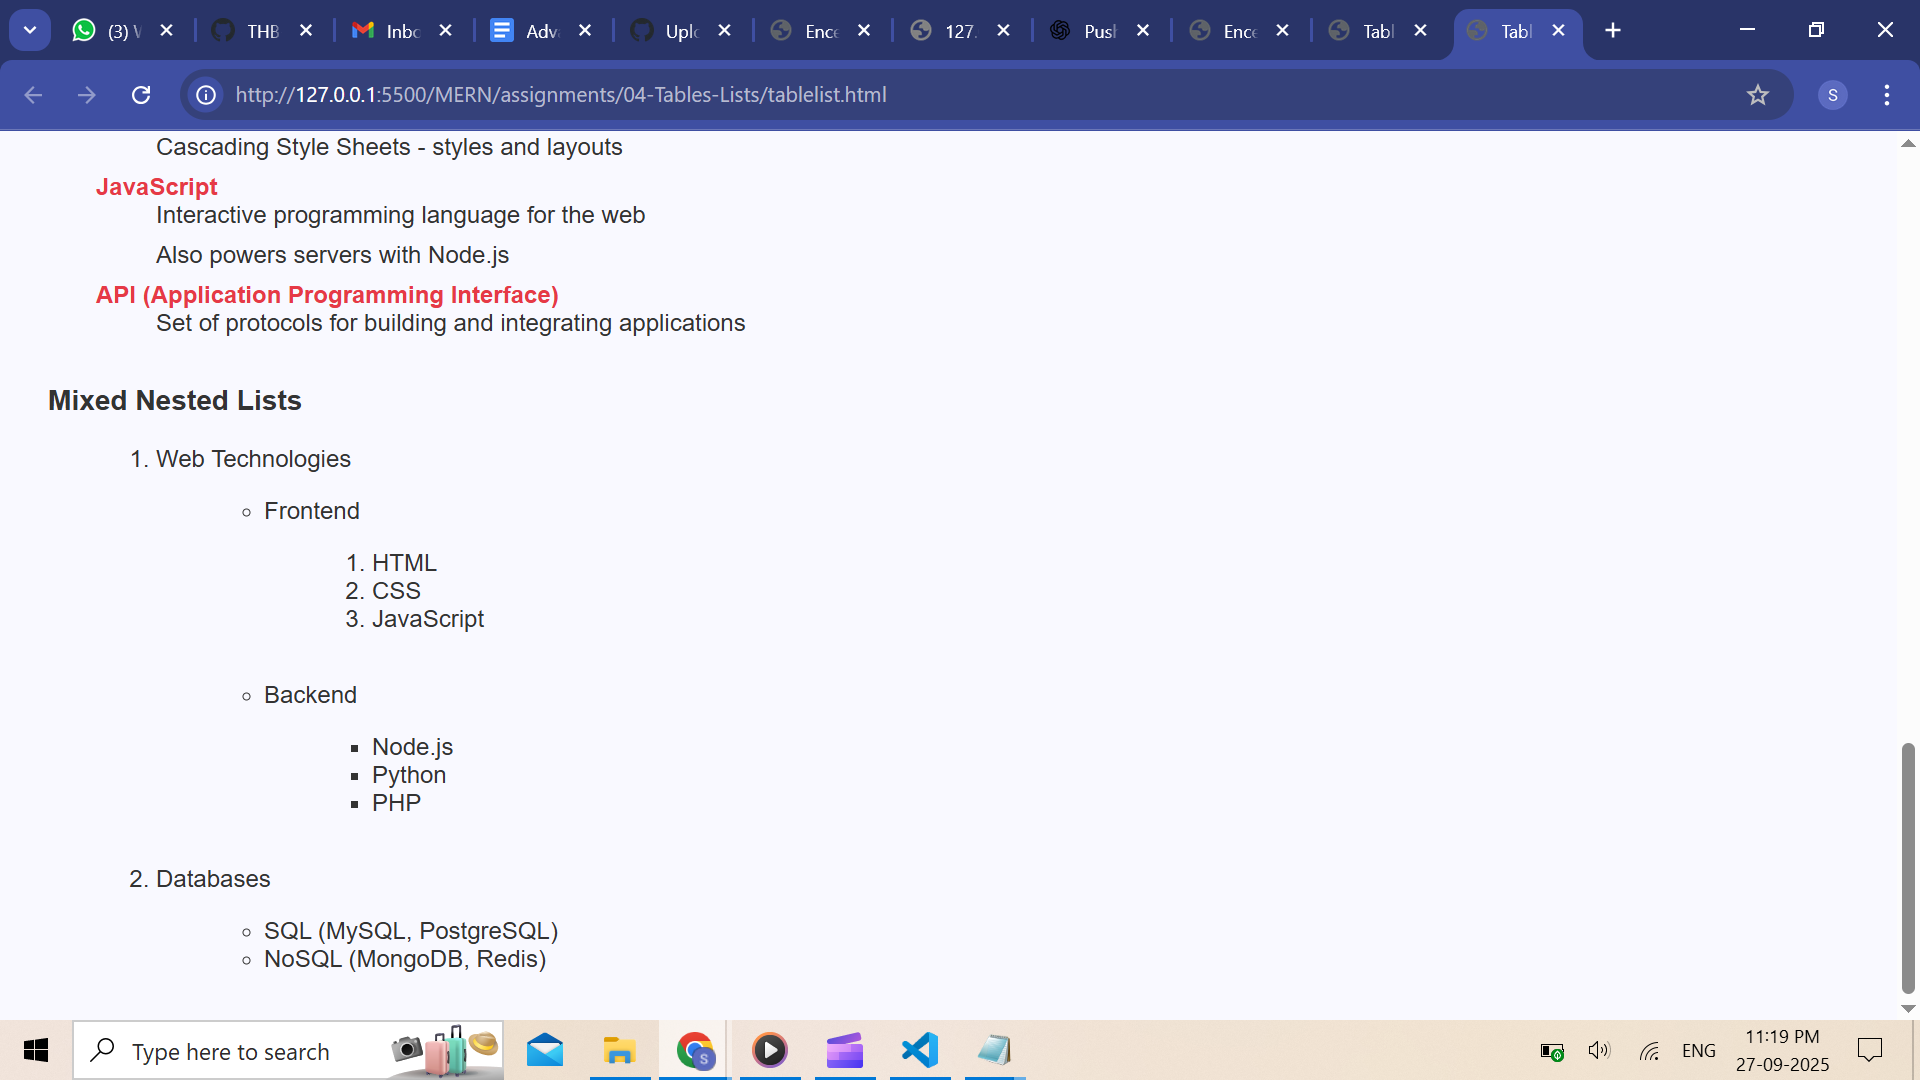 (3) W
THB
Inbo
Adv
Uplo
Ence
127.
Push
Ence
Tabl
Tabl
http://127.0.0.1:5500/MERN/assignments/04-Tables-Lists/tablelist.html
S
Cascading Style Sheets - styles and layouts
JavaScript
Interactive programming language for the web
Also powers servers with Node.js
API (Application Programming Interface)
Set of protocols for building and integrating applications
Mixed Nested Lists
1. Web Technologies
Frontend
1. HTML
2. CSS
3. JavaScript
Backend
Node.js
Python
PHP
2. Databases
SQL (MySQL, PostgreSQL)
NoSQL (MongoDB, Redis)
Type here to search
S
ENG
11:19 PM
27-09-2025